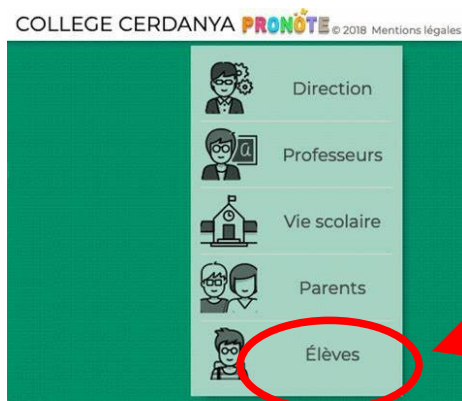 COLLEGE CERDANYA PRONOTE © 2018 Mentions légales
Direction
a
Professeurs
Vie scolaire
Parents
Élèves